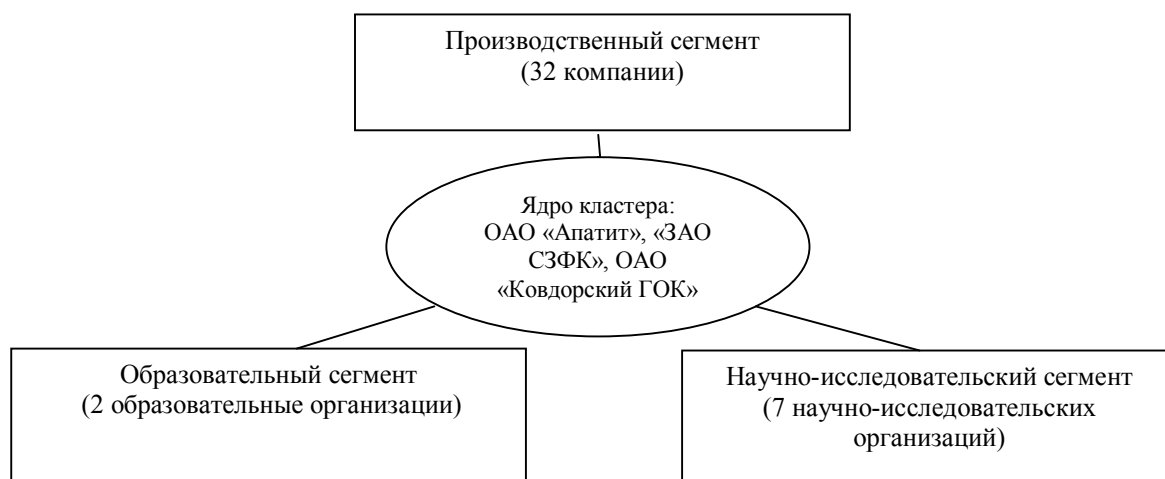 Производственный сегмент
(32 компании)
Ядро кластера:
ОАО «Апатит», «ЗАО
СЗФК», ОАО
«Ковдорский ГОК»
Образовательный сегмент
(2 образовательные организации)
Научно-исследовательский сегмент
(7 научно-исследовательских
организаций)